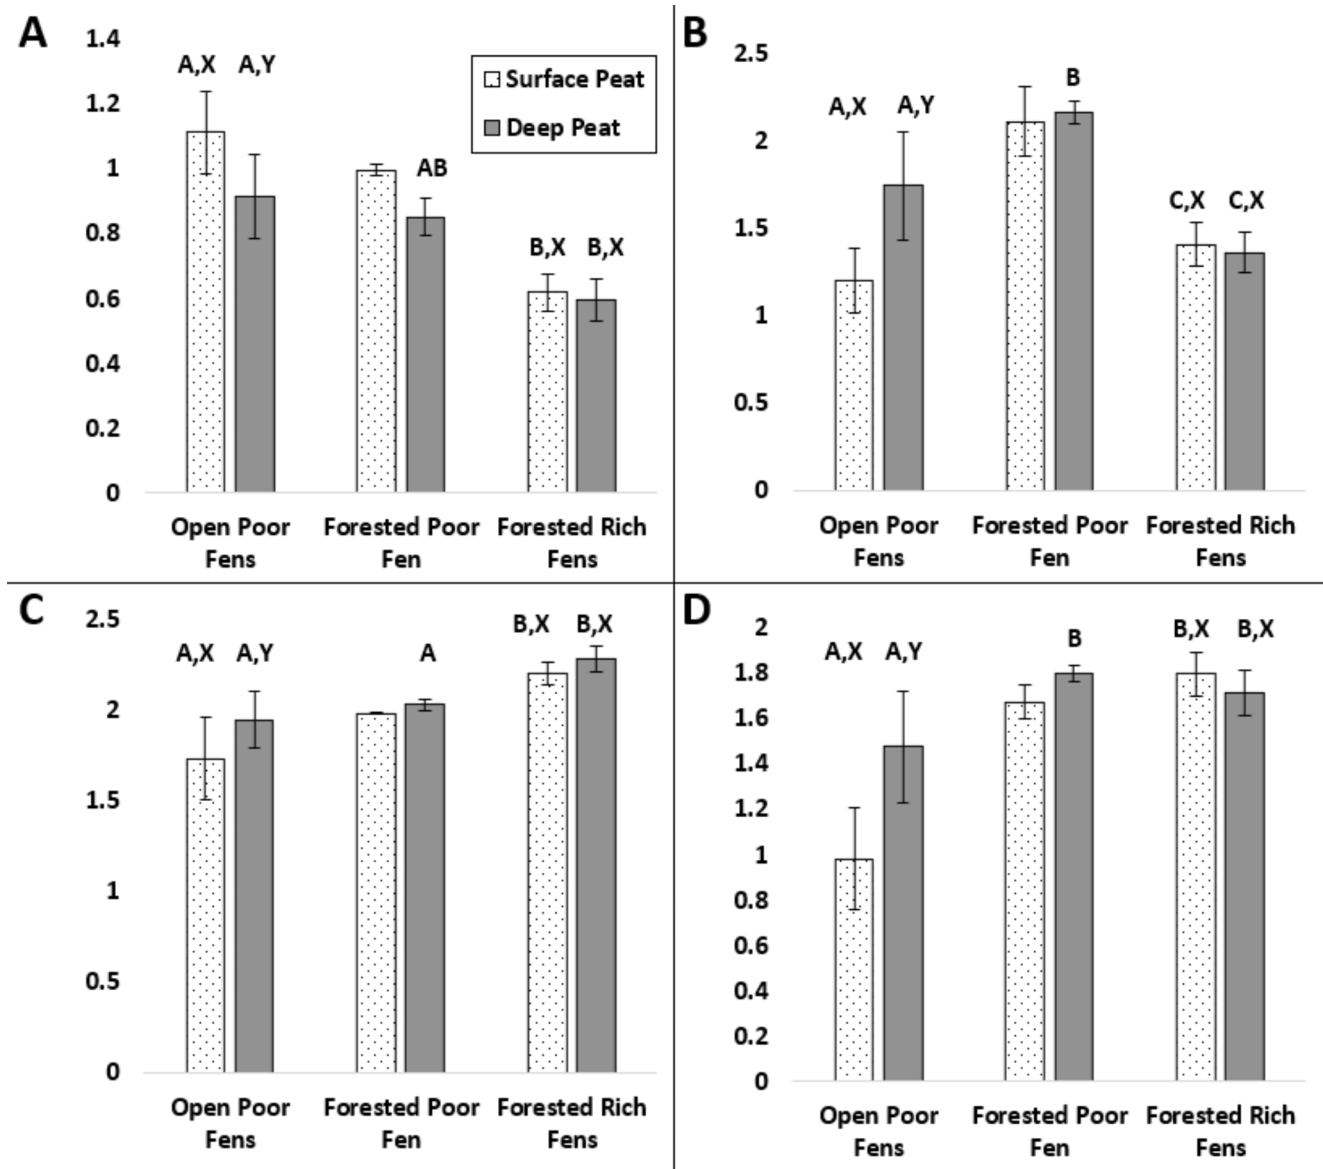 A
1.4
1.2
1
0.8
0.6
0.4
0.2
0
A,X A,Y
AB
B,X B,X
Surface Peat
Deep Peat
Open Poor Fens
Forested Poor Fen
Forested Rich Fens
B
2.5
2
1.5
1
0.5
0
A,X A,Y
B
C,X C,X
Open Poor Fens
Forested Poor Fen
Forested Rich Fens
C
2.5
2
1.5
1
0.5
0
A,X A,Y
A
B,X B,X
Open Poor Fens
Forested Poor Fen
Forested Rich Fens
D
2
1.8
1.6
1.4
1.2
1
0.8
0.6
0.4
0.2
0
A,X A,Y
B
B,X B,X
Open Poor Fens
Forested Poor Fen
Forested Rich Fens